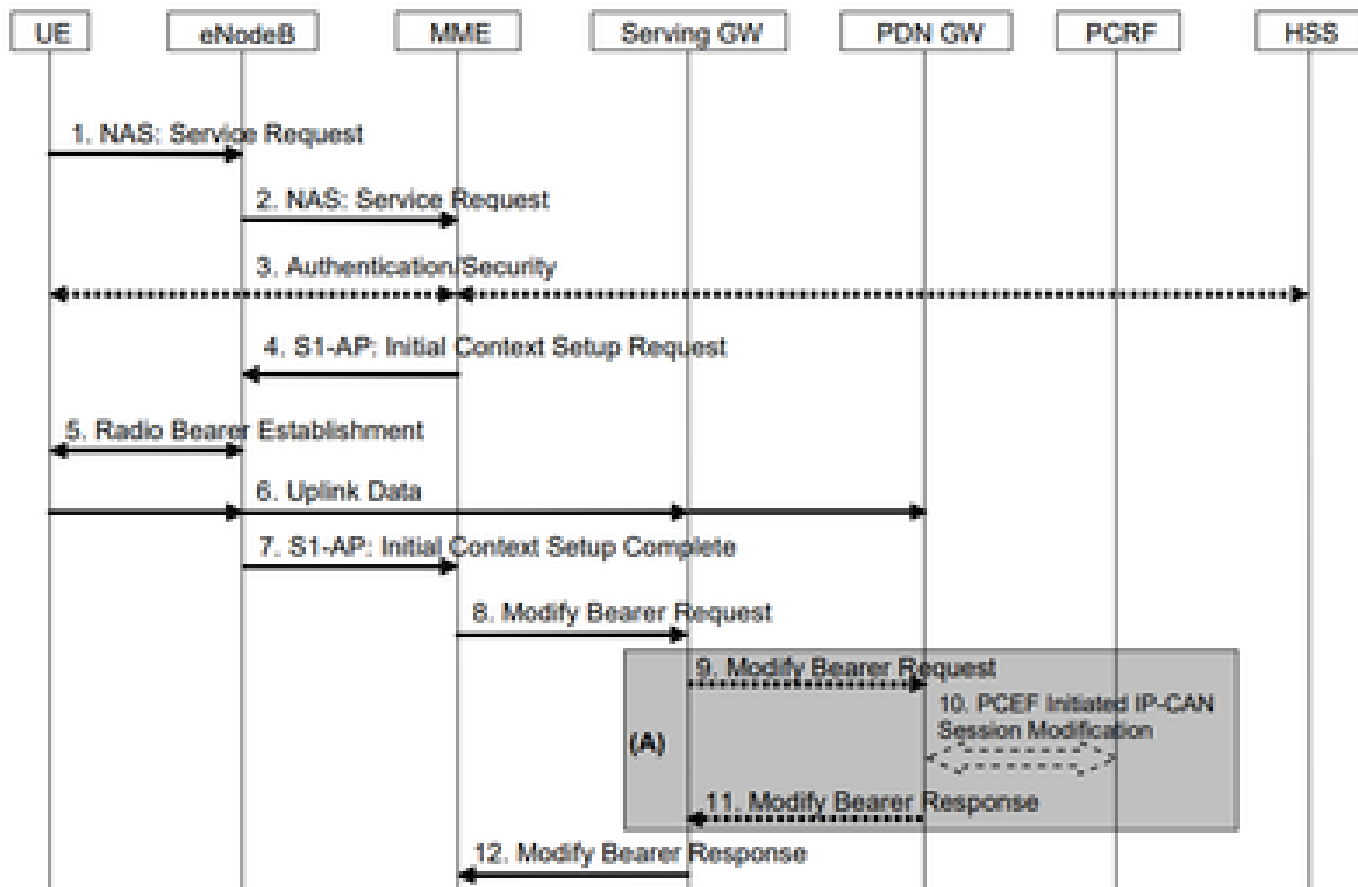 UE eNodeB MME Serving GW PDN GW PCRF HSS
1. NAS: Service Request
2. NAS: Service Request
3. Authentication/Security
4. S1-AP: Initial Context Setup Request
5. Radio Bearer Establishment
6. Uplink Data
7. S1-AP: Initial Context Setup Complete
8. Modify Bearer Request
9. Modify Bearer Request
10. PCEF Initiated IP-CAN
Session Modification
(A)
11. Modify Bearer Response
12. Modify Bearer Response